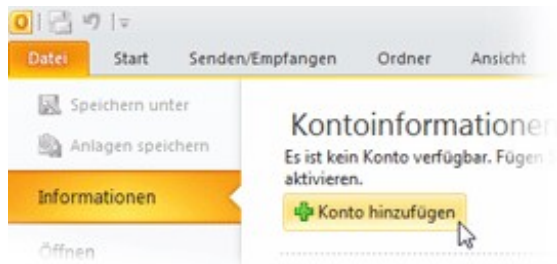 Datei Start Senden/Empfangen Ordner Ansicht
Speichern unter
Anlagen speichern
Informationen
Öffnen
Kontoinformationen
Es ist kein Konto verfügbar. Fügen
aktivieren.
Konto hinzufügen